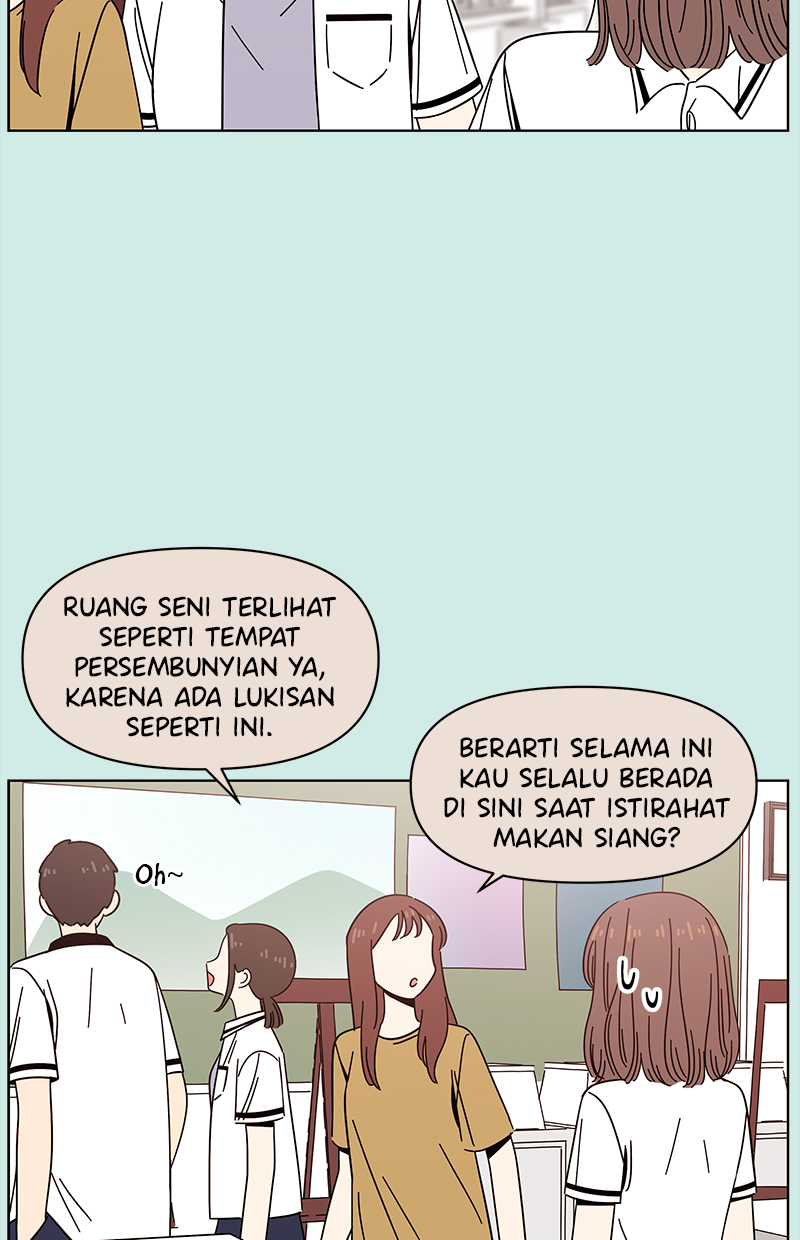 RUANG SENI TERLIHAT
SEPERTI TEMPAT
PERSEMBUNYIAN YA,
KARENA ADA LUKISAN
SEPERTI INI.
BERARTI SELAMA INI
KAU SELALU BERADA
DI SINI SAAT ISTIRAHAT
MAKAN SIANG?
Oh~